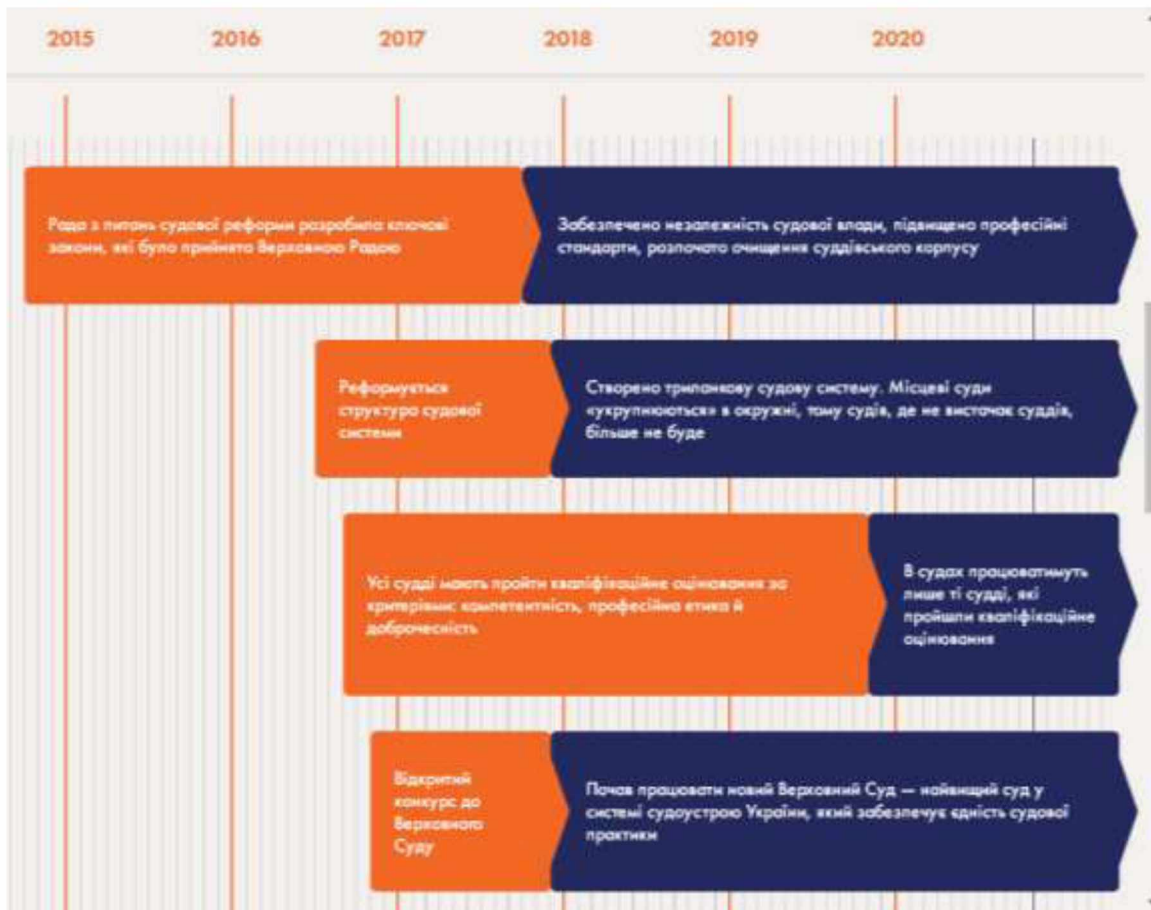 2015 2016 2017 2018 2019 2020
Рада з питань судової реформи розробила ключові
закони, які було прийнято Верховною Радою
Забезпечено незалежність судової влади, підвищено професійні
стандарти, розпочато очищення суддівського корпусу
Реформується
структура судової
системи
Створено триланкову судову систему. Місцеві суди
«укрупнюються» в окружні, тому судів, де не вистачає суддів,
більше не буде
Усі судді мають пройти кваліфікаційне оцінювання за
критеріями: компетентність, професійна етика й
доброчесність
В судах працюватимуть
лише ті судді, які
пройшли кваліфікаційне
оцінювання
Відкритий
конкурс до
Верховного
Суду
Почав працювати новий Верховний Суд — найвищий суд у
системі судоустрою України, який забезпечує єдність судової
практики